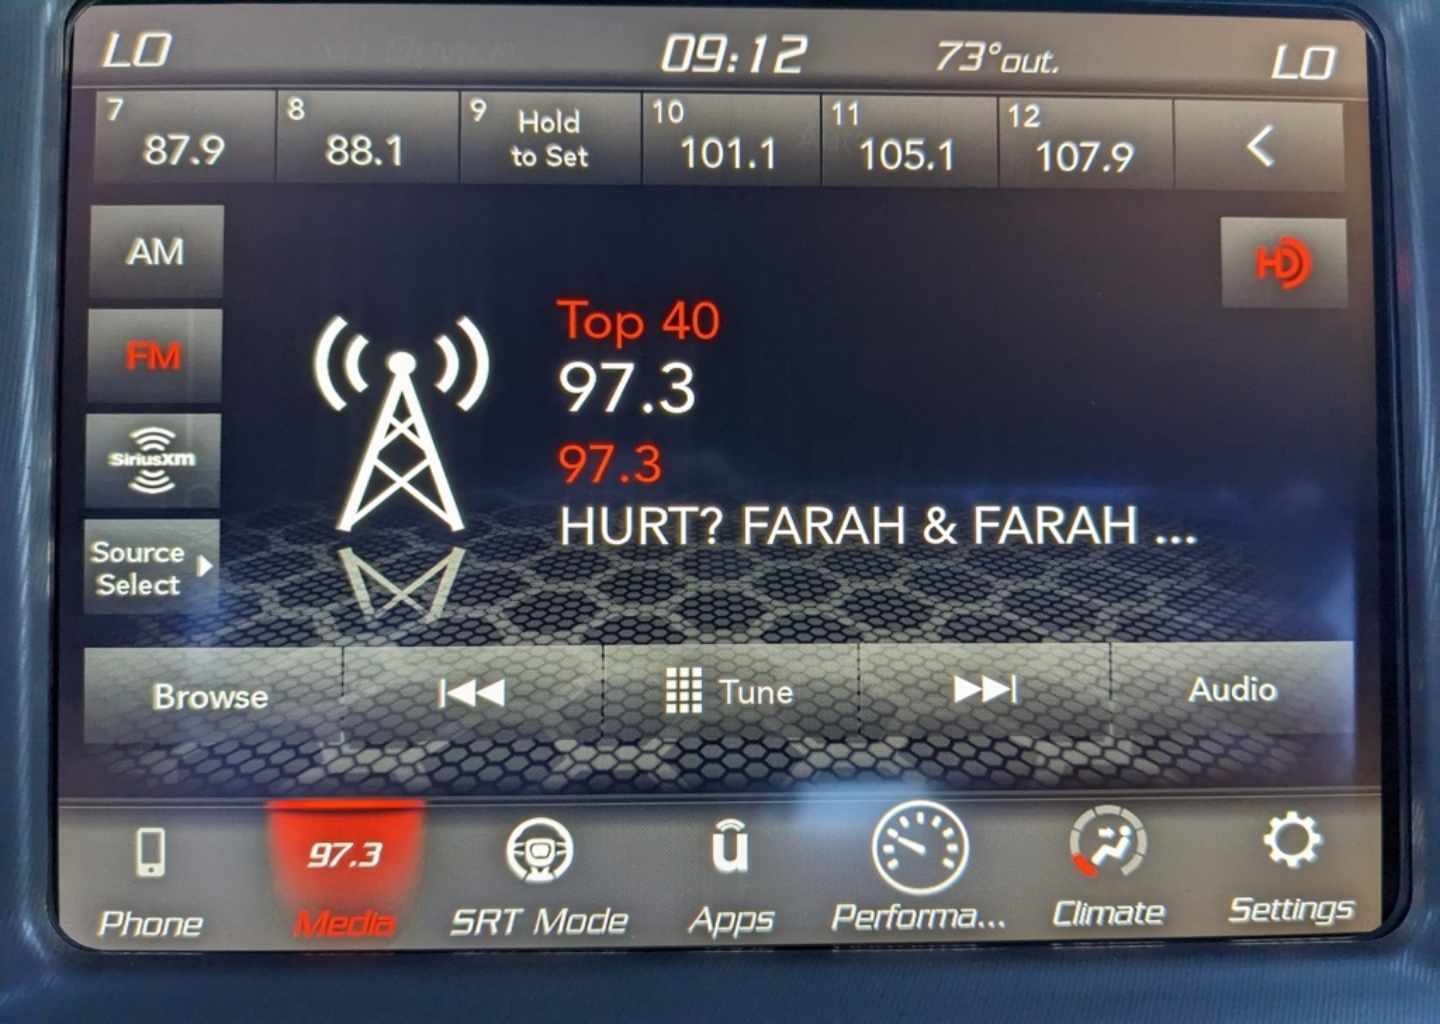 LO 09:12 73°out. LO
7 87.9
8 88.1
9 Hold
to Set
10 101.1
11 105.1
12 107.9
AM
HD
Top 40
97.3
FM
97.3
SiriusXM
HURT? FARAH & FARAH ...
Source
Select
Browse Tune Audio
97.3
Phone Media SRT Mode Apps Performa... Climate Settings